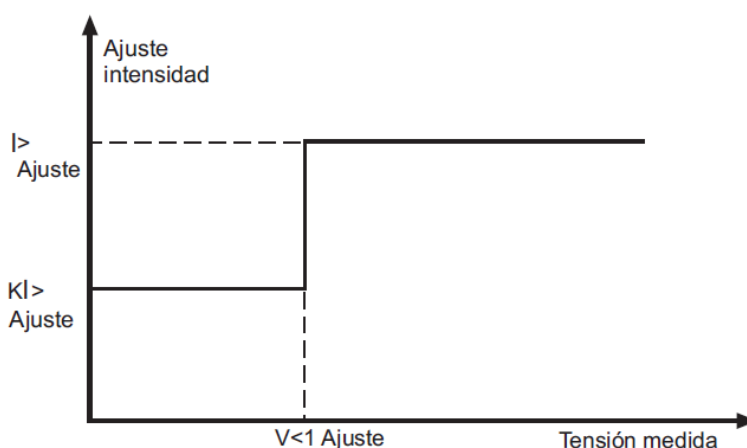 Ajuste
intensidad
I>
Ajuste
KI>
Ajuste
V<1 Ajuste
Tensión medida